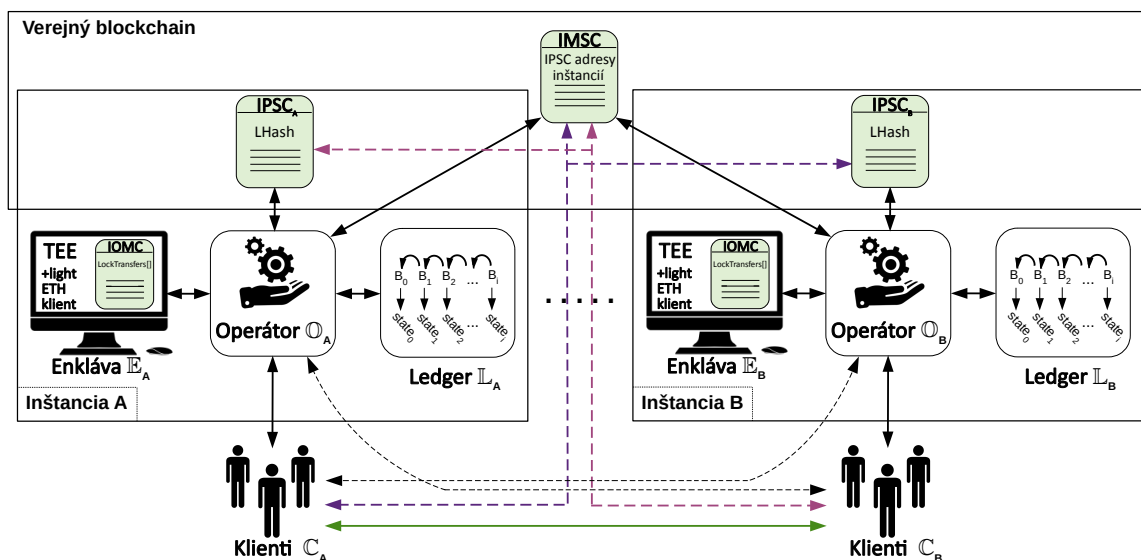 Verejný blockchain
IMSC
IPSC adresy
inštancií
IPSC_A
LHash
IPSC_B
LHash
TEE
+light
ETH
klient
IOMC
LockTransfers[]
Enkláva 𝔼_A
Operátor 𝕆_A
B_0 B_1 B_2 ... B_i
state_0 state_1 state_2 ... state_i
Ledger 𝕃_A
Inštancia A
.....
TEE
+light
ETH
klient
IOMC
LockTransfers[]
Enkláva 𝔼_B
Operátor 𝕆_B
B_0 B_1 B_2 ... B_i
state_0 state_1 state_2 ... state_i
Ledger 𝕃_B
Inštancia B
Klienti ℂ_A
Klienti ℂ_B